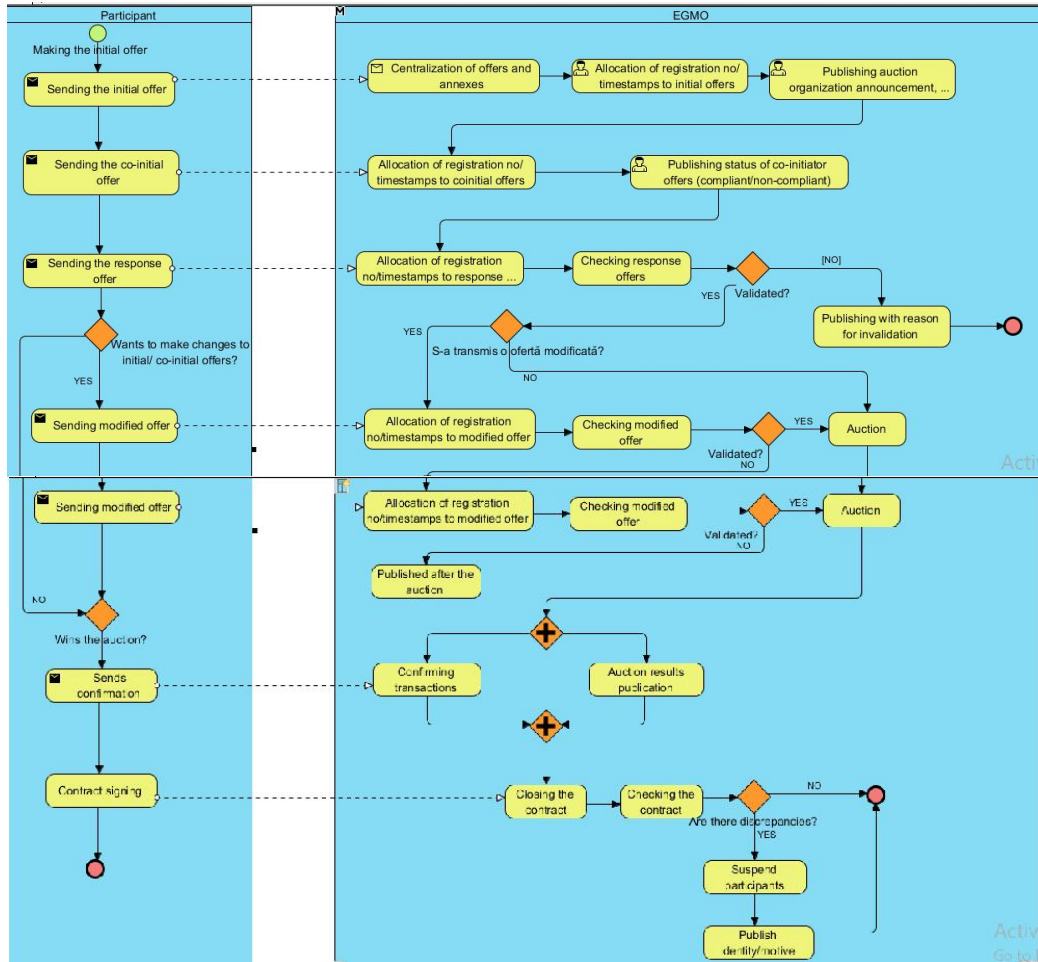 Participant
EGMO
Making the initial offer
Sending the initial offer
Centralization of offers and
annexes
Allocation of registration no/
timestamps to initial offers
Publishing auction
organization announcement, ...
Sending the co-initial
offer
Allocation of registration no/
timestamps to coinitial offers
Publishing status of co-initiator
offers (compliant/non-compliant)
Sending the response
offer
Allocation of registration
no/timestamps to response ...
Checking response
offers
[NO]
YES
Validated?
Publishing with reason
for invalidation
Wants to make changes to
initial/ co-initial offers?
YES
YES
S-a transmis o ofertă modificată?
NO
Sending modified offer
Allocation of registration
no/timestamps to modified offer
Checking modified
offer
YES
Validated?
NO
Auction
Activ
Sending modified offer
Allocation of registration
no/timestamps to modified offer
Checking modified
offer
YES
Validated?
NO
Auction
Published after the
auction
NO
Wins the auction?
Sends
confirmation
Confirming
transactions
Auction results
publication
Contract signing
Closing the
contract
Checking the
contract
NO
Are there discrepancies?
YES
Suspend
participants
Publish
dentity/motive
Activ
Go to